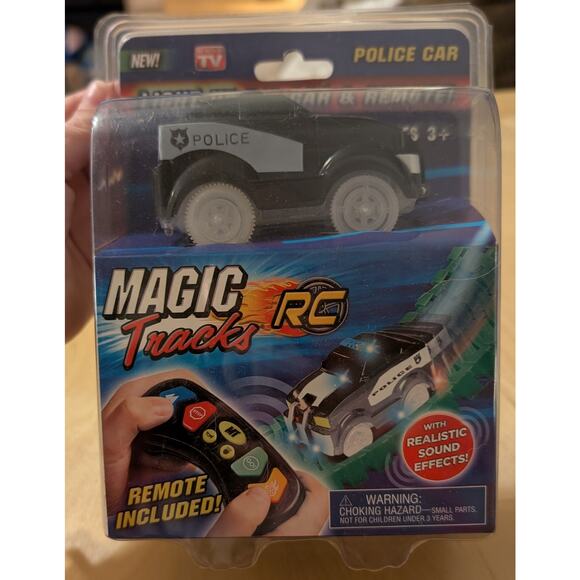 NEW!
TV
POLICE CAR
& REMOTE!
3+
POLICE
MAGIC
Tracks
RC
POLICE
WITH
REALISTIC
SOUND
EFFECTS!
REMOTE
INCLUDED!
WARNING:
CHOKING HAZARD—SMALL PARTS.
NOT FOR CHILDREN UNDER 3 YEARS.